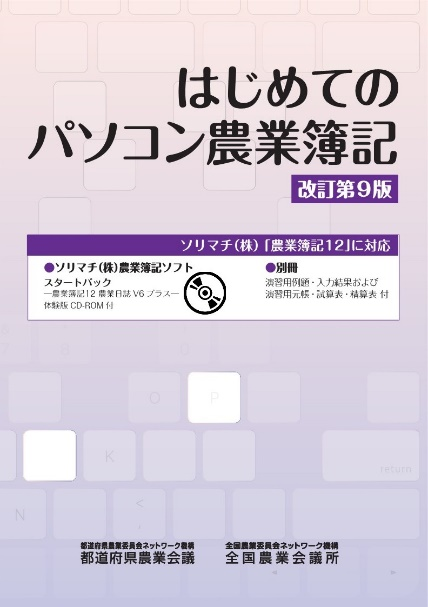 はじめての
パソコン農業簿記
改訂第9版
ソリマチ(株)「農業簿記12」に対応
●ソリマチ(株)農業簿記ソフト
スタートパック
―農業簿記12 農業日誌V6プラス―
体験版CD-ROM付
●別冊
演習用例題・入力結果および
演習用元帳・試算表・精算表 付
O
P
K
return
N
<
都道府県農業委員会ネットワーク機構
都道府県農業会議
全国農業委員会ネットワーク機構
全国農業会議所